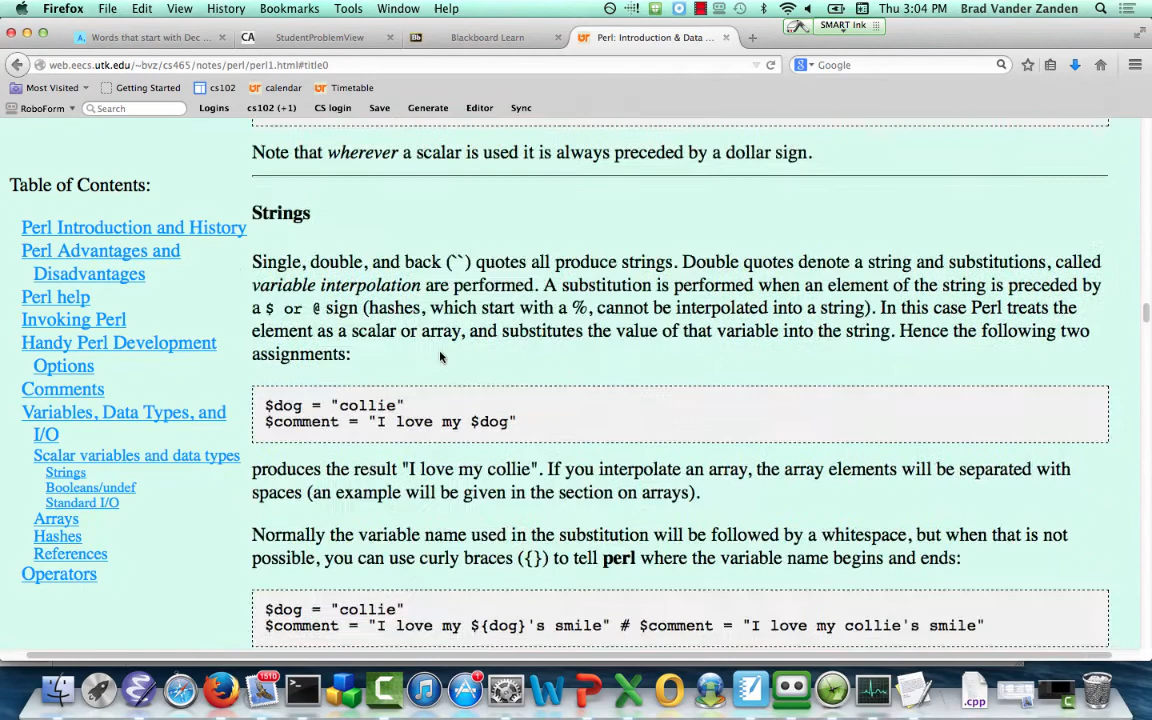 Firefox File Edit View History Bookmarks Tools Window Help Thu 3:04 PM Brad Vander Zanden
SMART Ink
A. Words that start with Dec ... × CA StudentProblemView × Bb Blackboard Learn × UT Perl: Introduction & Data ... × +
web.eecs.utk.edu/~bvz/cs465/notes/perl/perl1.html#title0 Google
Most Visited Getting Started cs102 UT calendar UT Timetable
RoboForm Search Logins cs102 (+1) CS login Save Generate Editor Sync
Note that wherever a scalar is used it is always preceded by a dollar sign.
Table of Contents:
Perl Introduction and History
Perl Advantages and
Disadvantages
Perl help
Invoking Perl
Handy Perl Development
Options
Comments
Variables, Data Types, and
I/O
Scalar variables and data types
Strings
Booleans/undef
Standard I/O
Arrays
Hashes
References
Operators
Strings
Single, double, and back (``) quotes all produce strings. Double quotes denote a string and substitutions, called
variable interpolation are performed. A substitution is performed when an element of the string is preceded by
a $ or @ sign (hashes, which start with a %, cannot be interpolated into a string). In this case Perl treats the
element as a scalar or array, and substitutes the value of that variable into the string. Hence the following two
assignments:
$dog = "collie"
$comment = "I love my $dog"
produces the result "I love my collie". If you interpolate an array, the array elements will be separated with
spaces (an example will be given in the section on arrays).
Normally the variable name used in the substitution will be followed by a whitespace, but when that is not
possible, you can use curly braces ({}) to tell perl where the variable name begins and ends:
$dog = "collie"
$comment = "I love my ${dog}'s smile" # $comment = "I love my collie's smile"
1510
.cpp